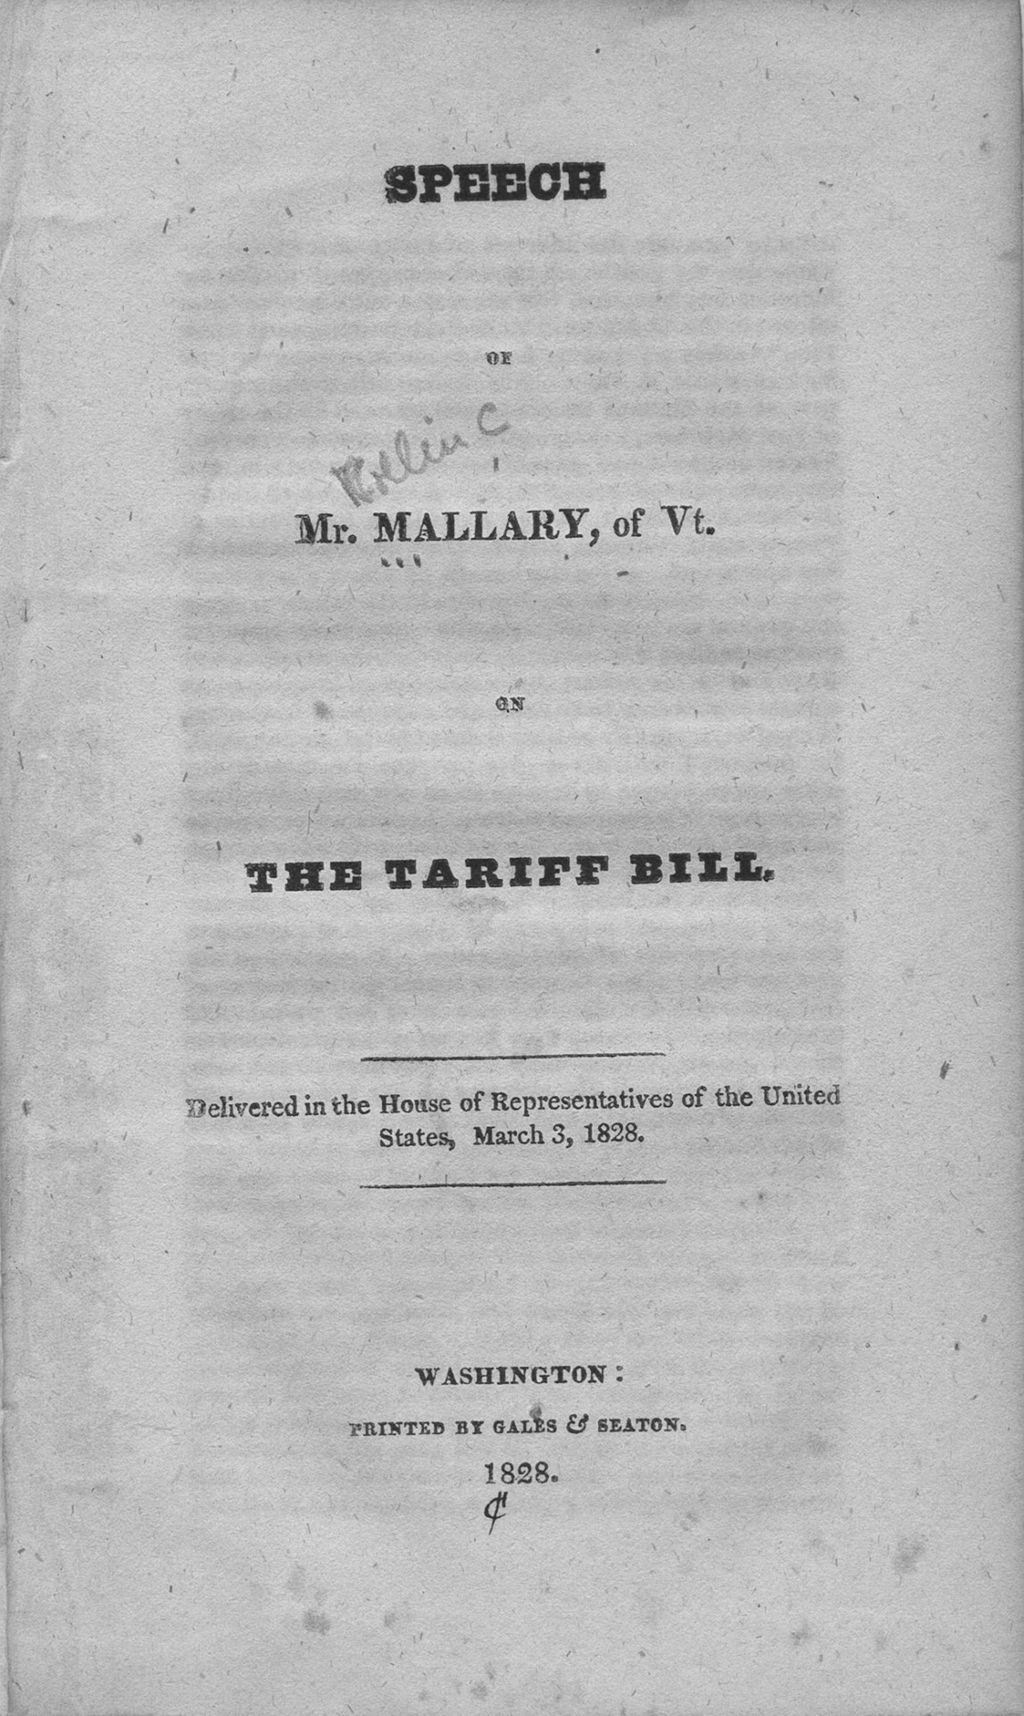 SPEECH
OF
Rollin C
Mr. MALLARY, of Vt.
ON
THE TARIFF BILL.
Delivered in the House of Representatives of the United
States, March 3, 1828.
WASHINGTON:
PRINTED BY GALES & SEATON.
1828.